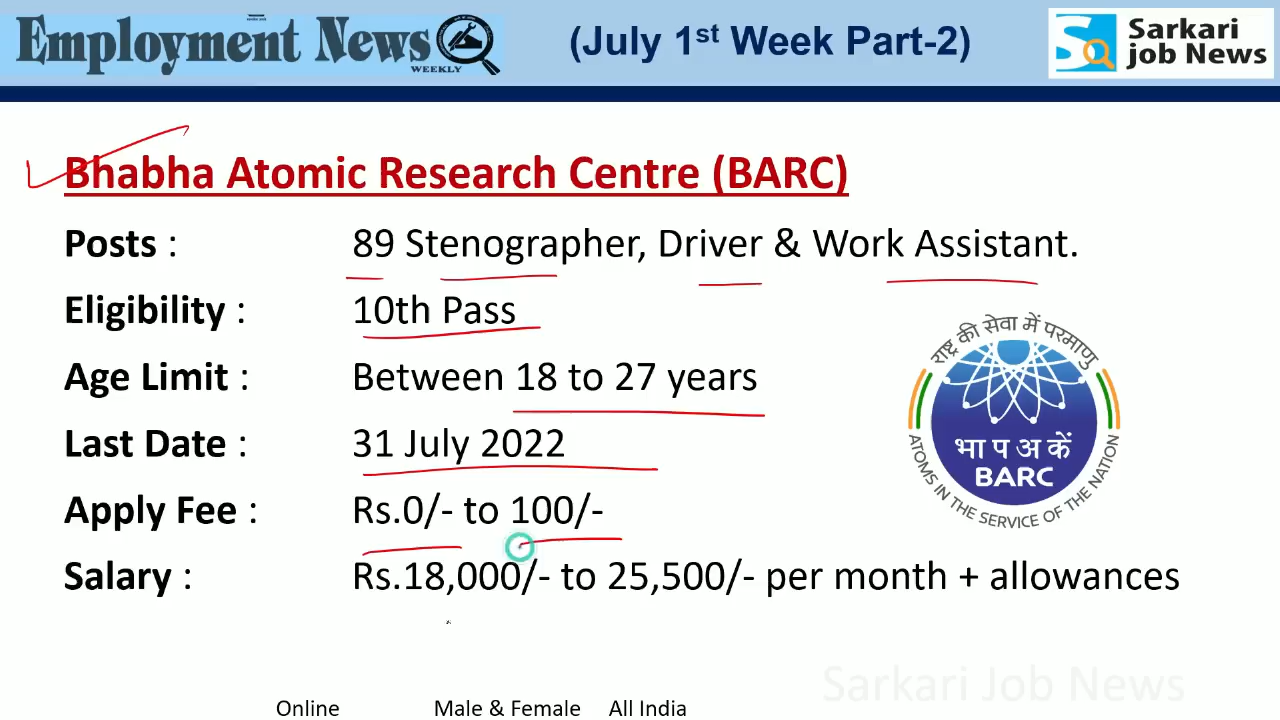 Employment News
WEEKLY
(July 1st Week Part-2)
Sarkari
Job News
Bhabha Atomic Research Centre (BARC)
Posts : 89 Stenographer, Driver & Work Assistant.
Eligibility : 10th Pass
Age Limit : Between 18 to 27 years
Last Date : 31 July 2022
Apply Fee : Rs.0/- to 100/-
Salary : Rs.18,000/- to 25,500/- per month + allowances
राष्ट्र की सेवा में परमाणु
भा प अ कें
BARC
ATOMS IN THE SERVICE OF THE NATION
Sarkari Job News
Online Male & Female All India